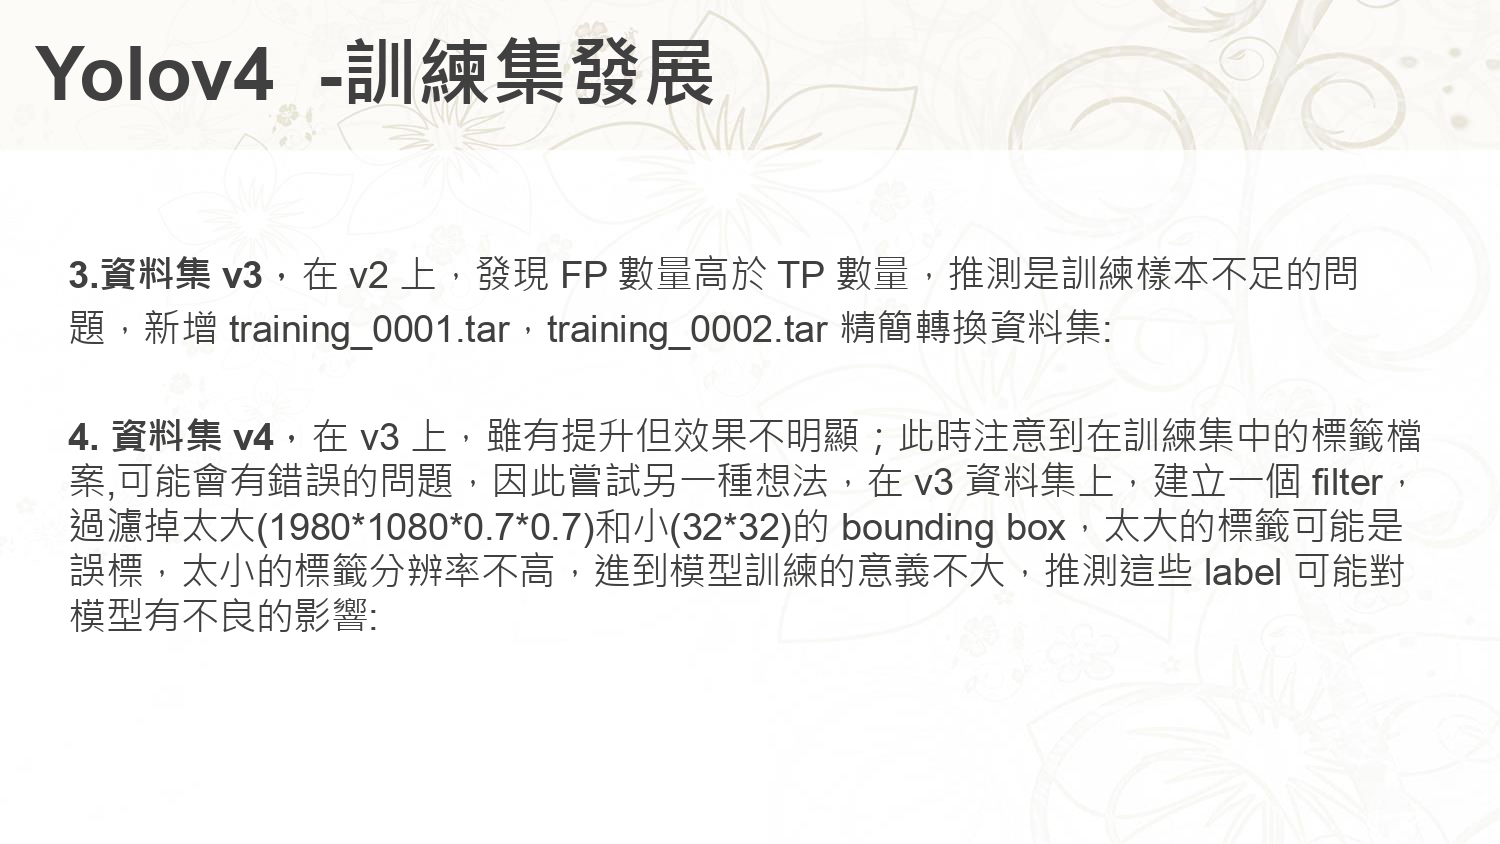 Yolov4 -訓練集發展
3.資料集 v3，在 v2 上，發現 FP 數量高於 TP 數量，推測是訓練樣本不足的問
題，新增 training_0001.tar，training_0002.tar 精簡轉換資料集:
4. 資料集 v4，在 v3 上，雖有提升但效果不明顯；此時注意到在訓練集中的標籤檔
案,可能會有錯誤的問題，因此嘗試另一種想法，在 v3 資料集上，建立一個 filter，
過濾掉太大(1980*1080*0.7*0.7)和小(32*32)的 bounding box，太大的標籤可能是
誤標，太小的標籤分辨率不高，進到模型訓練的意義不大，推測這些 label 可能對
模型有不良的影響: